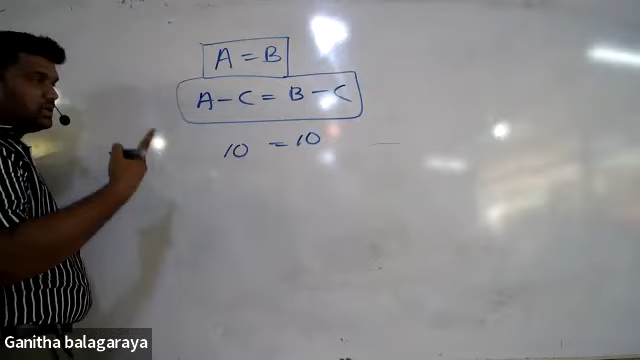 A = B
A - C = B - C
10 = 10
Ganitha balagaraya